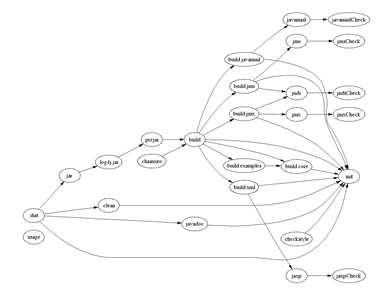 javamail
javamailCheck
jms
jmsCheck
build.javamail
build.jms
jndi
jndiCheck
build.jmx
jmx
jmxCheck
prejar
build
log4j.jar
chainsaw
build.examples
build.core
jar
init
build.xml
clean
dist
javadoc
usage
checkstyle
jaxp
jaxpCheck